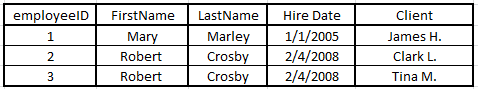 employeeID FirstName LastName Hire Date Client
1 Mary Marley 1/1/2005 James H.
2 Robert Crosby 2/4/2008 Clark L.
3 Robert Crosby 2/4/2008 Tina M.